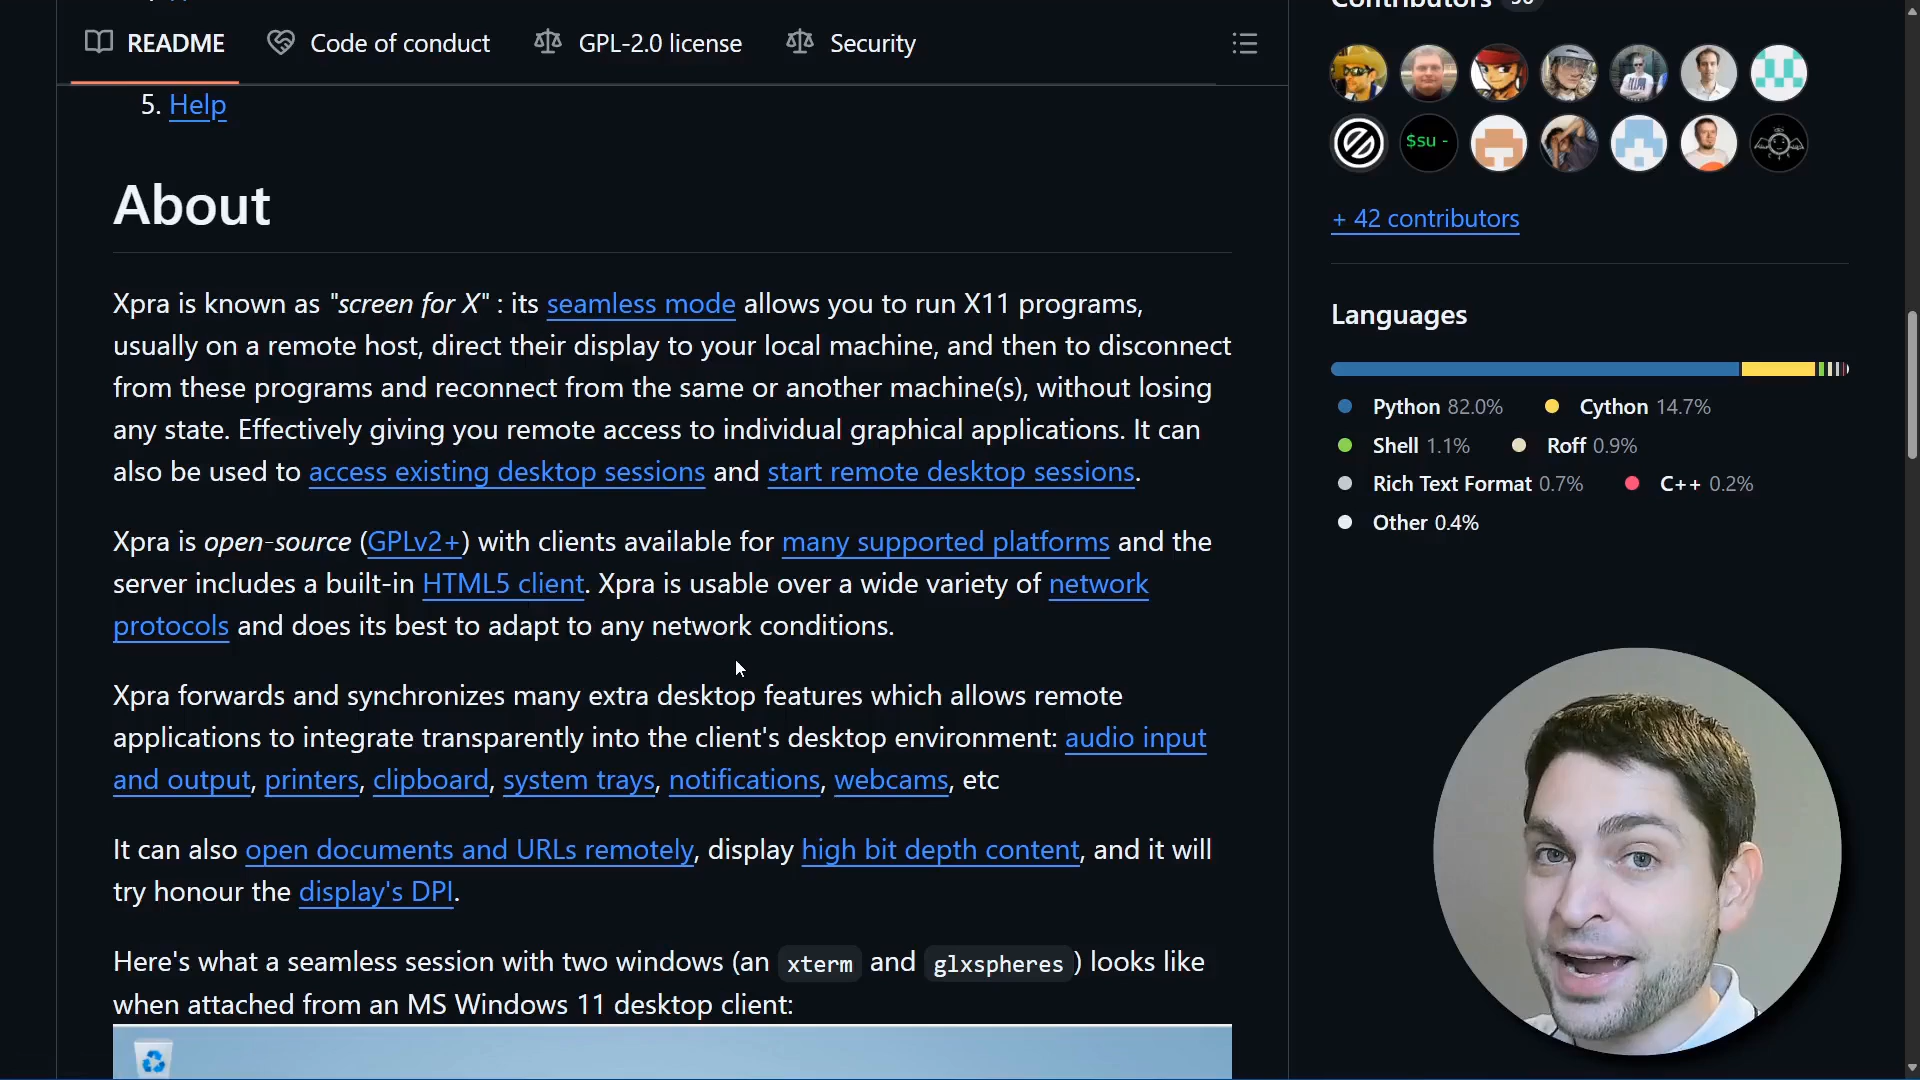 README
Code of conduct
GPL-2.0 license
Security
5. Help
About
Xpra is known as "screen for X" : its seamless mode allows you to run X11 programs,
usually on a remote host, direct their display to your local machine, and then to disconnect
from these programs and reconnect from the same or another machine(s), without losing
any state. Effectively giving you remote access to individual graphical applications. It can
also be used to access existing desktop sessions and start remote desktop sessions.
Xpra is open-source (GPLv2+) with clients available for many supported platforms and the
server includes a built-in HTML5 client. Xpra is usable over a wide variety of network
protocols and does its best to adapt to any network conditions.
Xpra forwards and synchronizes many extra desktop features which allows remote
applications to integrate transparently into the client's desktop environment: audio input
and output, printers, clipboard, system trays, notifications, webcams, etc
It can also open documents and URLs remotely, display high bit depth content, and it will
try honour the display's DPI.
Here's what a seamless session with two windows (an xterm and glxspheres ) looks like
when attached from an MS Windows 11 desktop client:
Contributors 56
$su -
+ 42 contributors
Languages
Python 82.0% Cython 14.7%
Shell 1.1% Roff 0.9%
Rich Text Format 0.7% C++ 0.2%
Other 0.4%